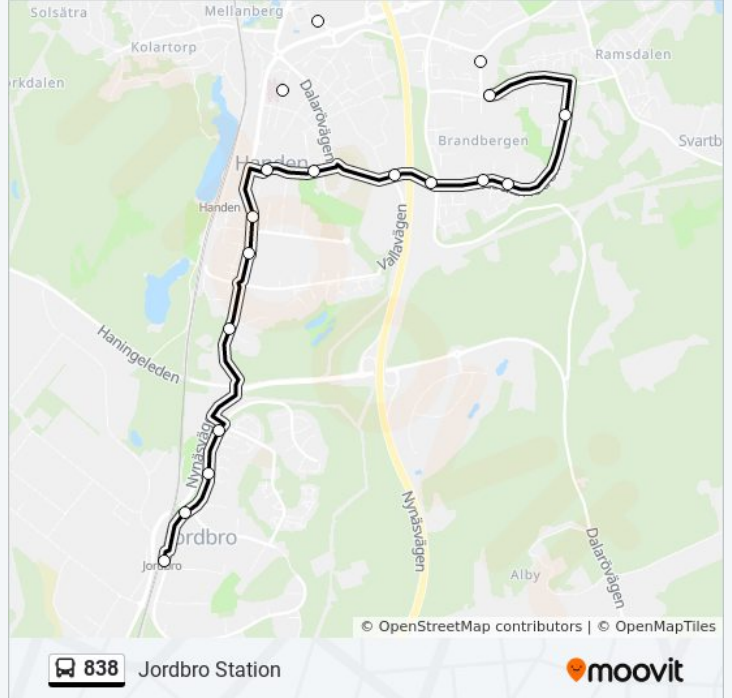 Solsätra
Mellanberg
Kolartorp
Ramsdalen
rkdalen
Dalarövägen
Brandbergen
Svartb
Handen
Handen
Vallavägen
Haningeleden
Nynäsväg
Nynäsvägen
ordbro
Jordbro
Alby
Dalarövägen
© OpenStreetMap contributors | © OpenMapTiles
838 Jordbro Station
moovit